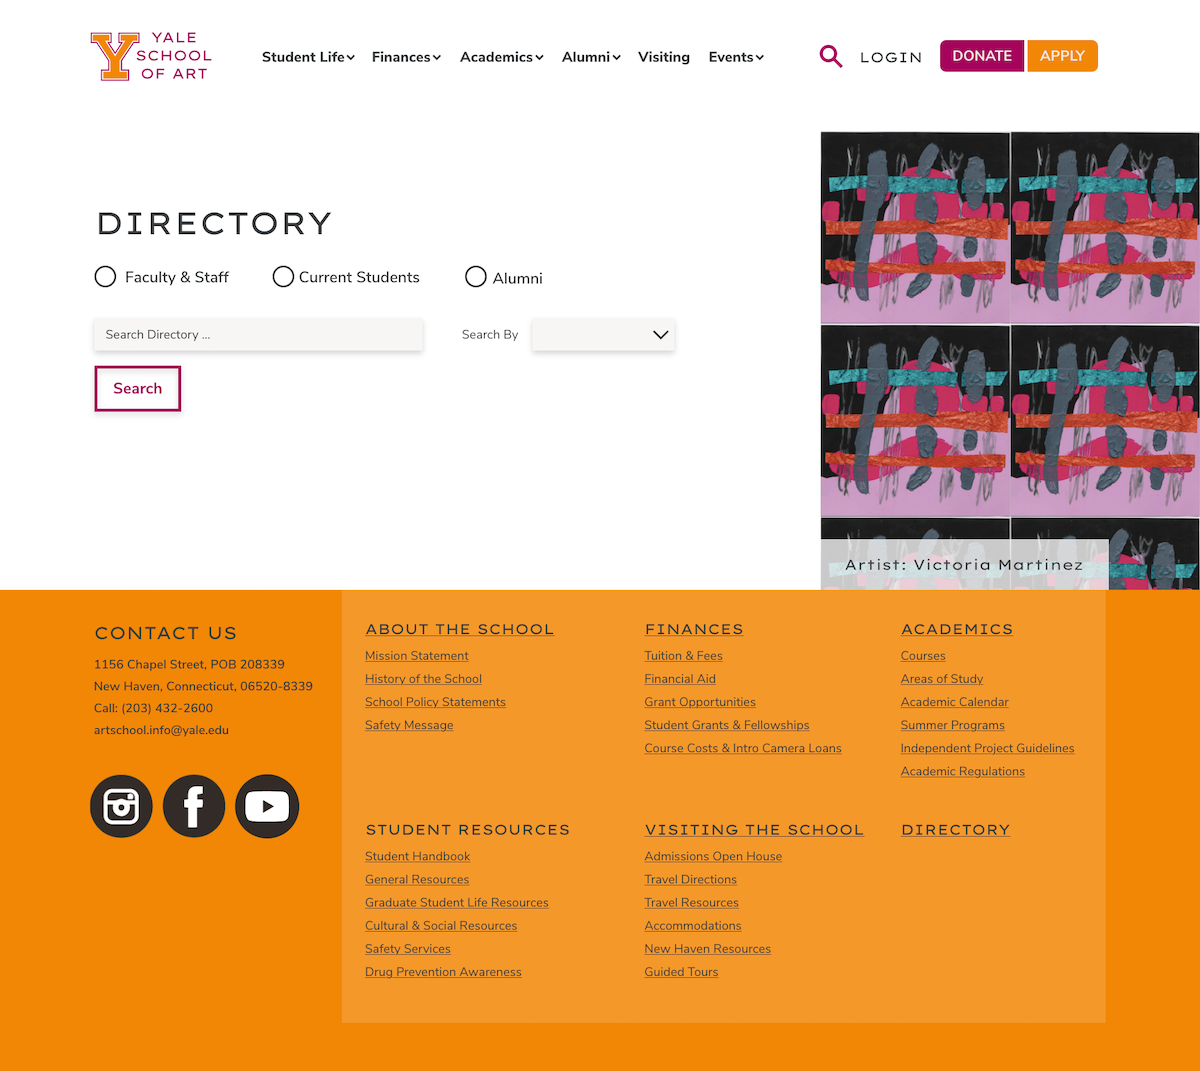 YALE
SCHOOL
OF ART
Student Life
Finances
Academics
Alumni
Visiting
Events
LOGIN
DONATE
APPLY
DIRECTORY
Faculty & Staff
Current Students
Alumni
Search Directory ...
Search By
Search
Artist: Victoria Martinez
CONTACT US
1156 Chapel Street, POB 208339
New Haven, Connecticut, 06520-8339
Call: (203) 432-2600
artschool.info@yale.edu
ABOUT THE SCHOOL
Mission Statement
History of the School
School Policy Statements
Safety Message
FINANCES
Tuition & Fees
Financial Aid
Grant Opportunities
Student Grants & Fellowships
Course Costs & Intro Camera Loans
ACADEMICS
Courses
Areas of Study
Academic Calendar
Summer Programs
Independent Project Guidelines
Academic Regulations
STUDENT RESOURCES
Student Handbook
General Resources
Graduate Student Life Resources
Cultural & Social Resources
Safety Services
Drug Prevention Awareness
VISITING THE SCHOOL
Admissions Open House
Travel Directions
Travel Resources
Accommodations
New Haven Resources
Guided Tours
DIRECTORY